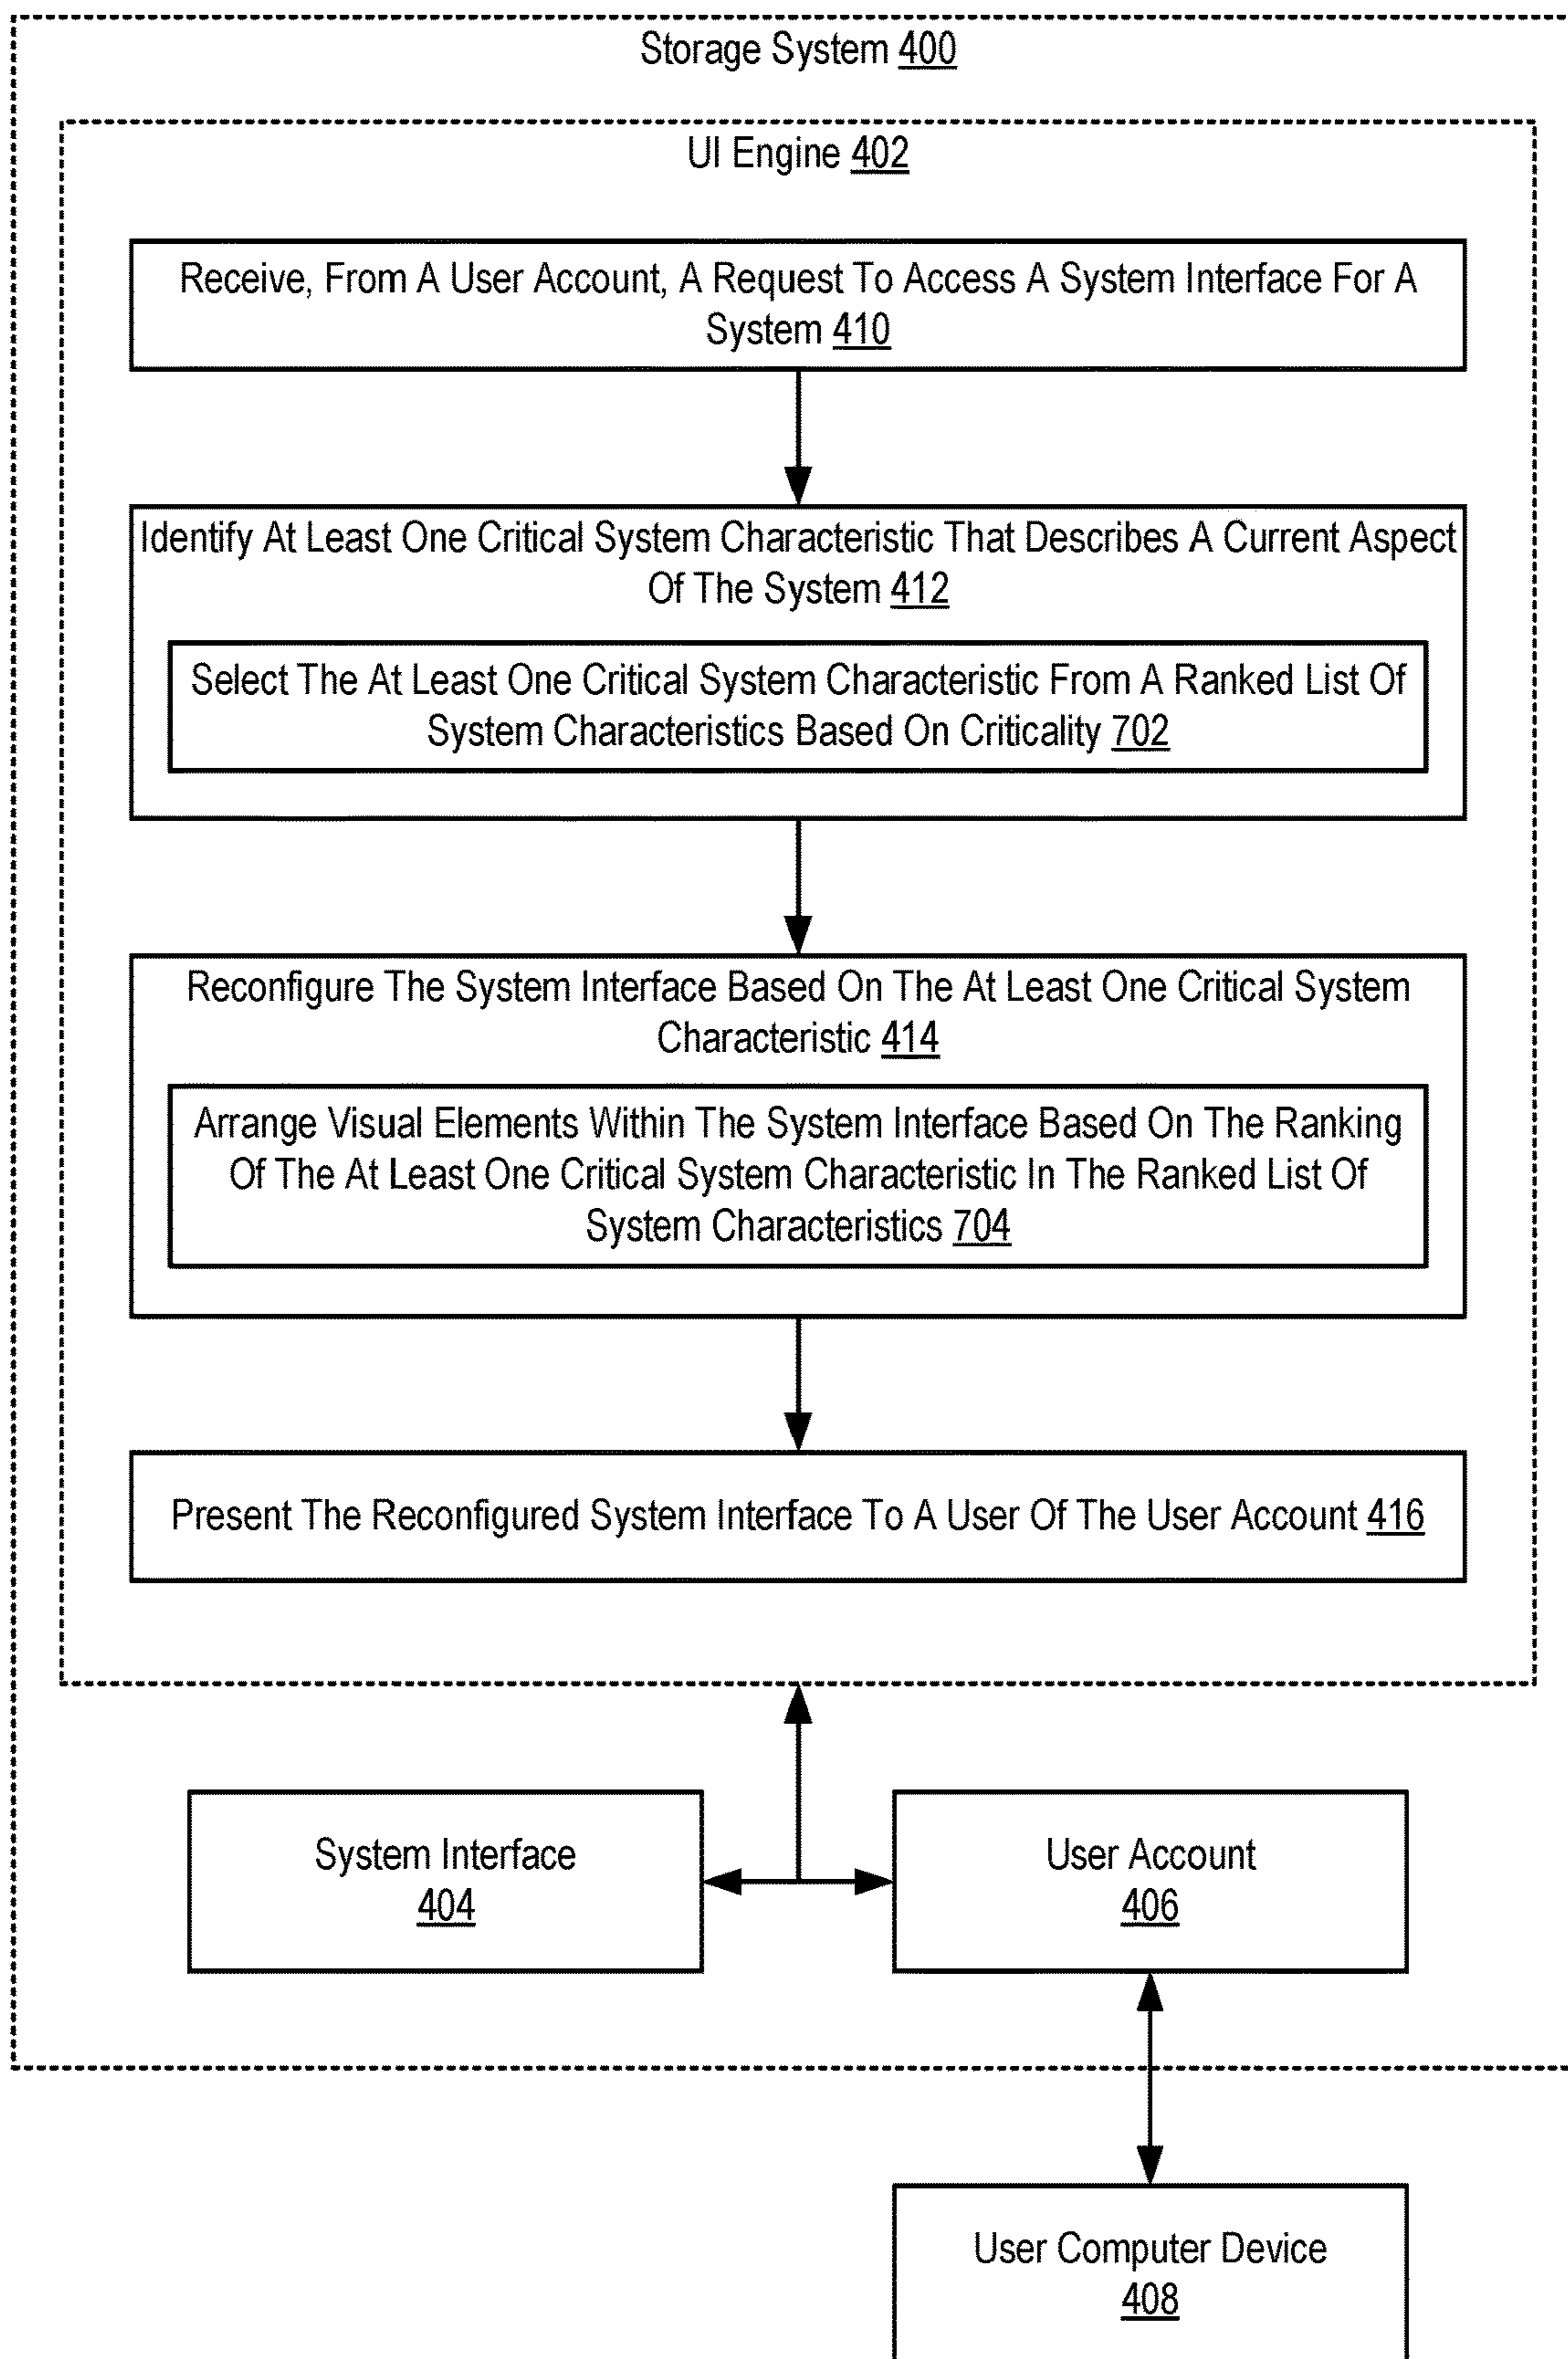 Storage System 400
UI Engine 402
Receive, From A User Account, A Request To Access A System Interface For A
System 410
Identify At Least One Critical System Characteristic That Describes A Current Aspect
Of The System 412
Select The At Least One Critical System Characteristic From A Ranked List Of
System Characteristics Based On Criticality 702
Reconfigure The System Interface Based On The At Least One Critical System
Characteristic 414
Arrange Visual Elements Within The System Interface Based On The Ranking
Of The At Least One Critical System Characteristic In The Ranked List Of
System Characteristics 704
Present The Reconfigured System Interface To A User Of The User Account 416
System Interface
404
User Account
406
User Computer Device
408